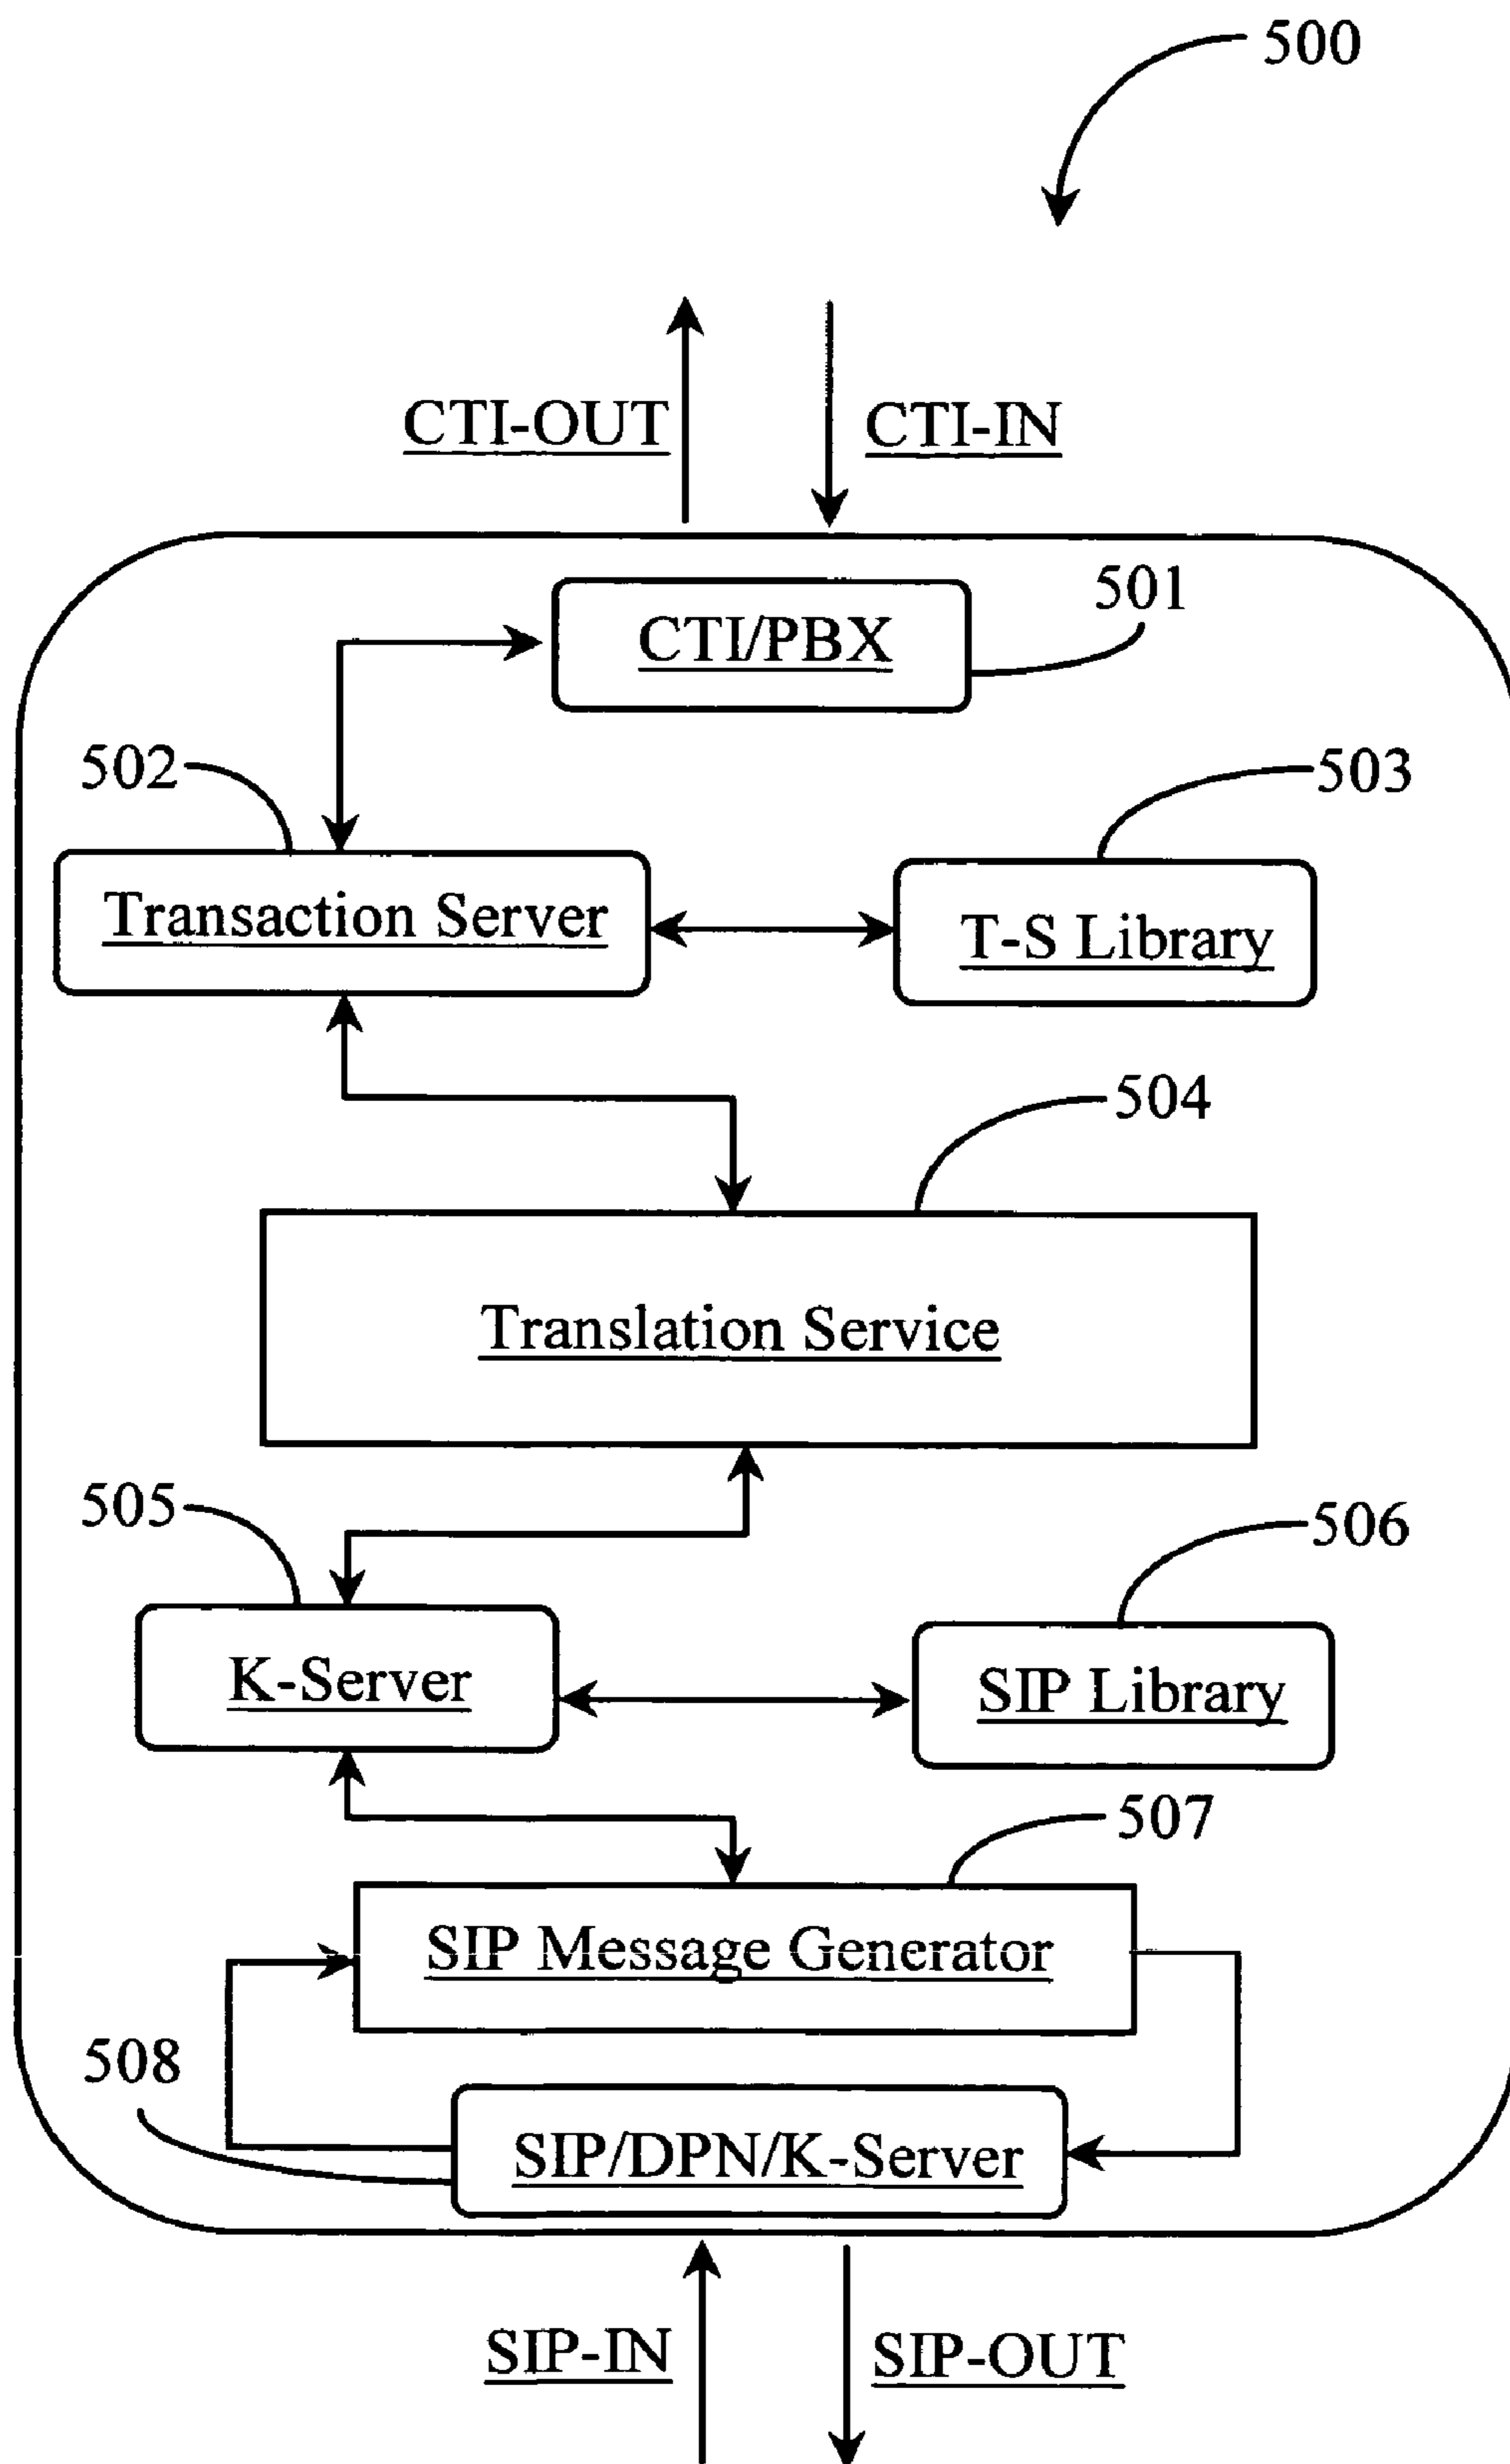 500
CTI-OUT
CTI-IN
501
CTI/PBX
502
503
Transaction Server
T-S Library
504
Translation Service
505
506
K-Server
SIP Library
507
SIP Message Generator
508
SIP/DPN/K-Server
SIP-IN
SIP-OUT